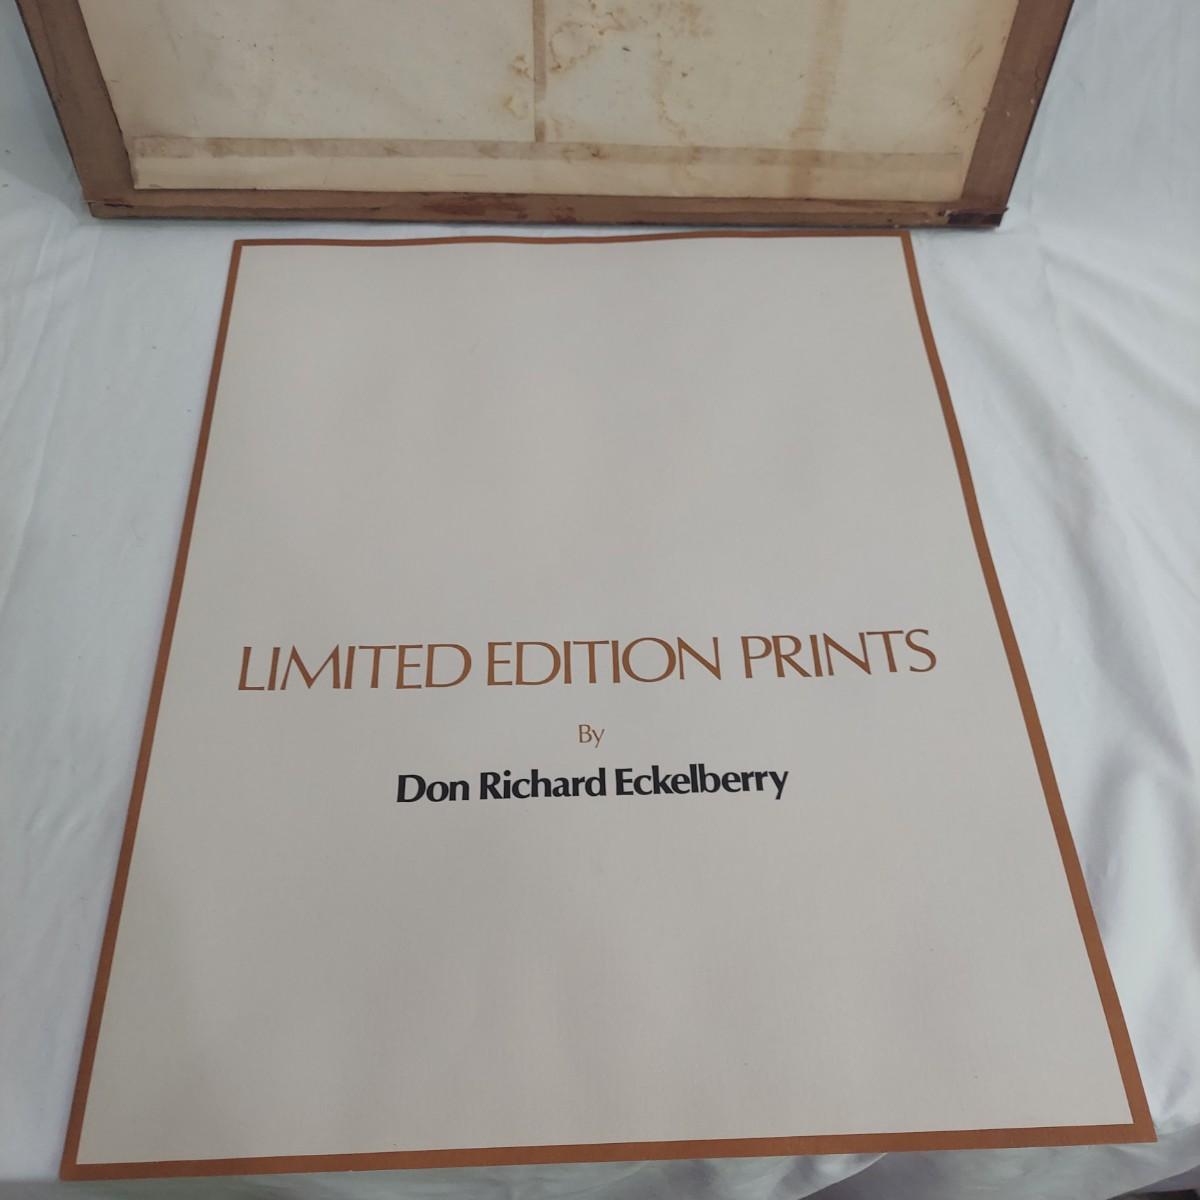 LIMITED EDITION PRINTS
By
Don Richard Eckelberry